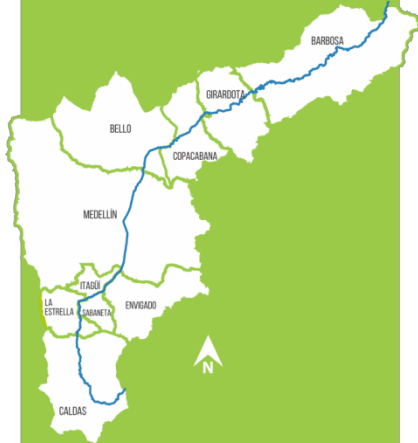 BARBOSA
GIRARDOTA
BELLO
COPACABANA
MEDELLÍN
ITAGÜÍ
LA
ESTRELLA
SABANETA
ENVIGADO
N
CALDAS